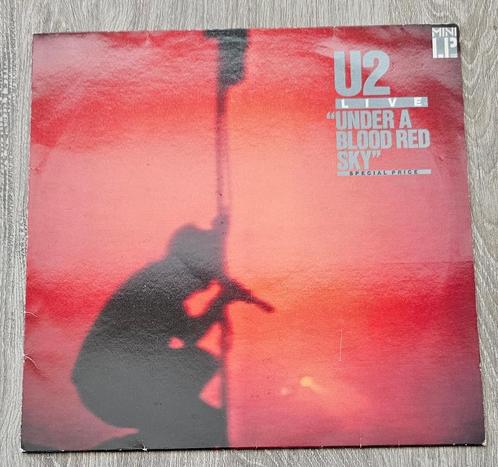 MINI
LP
U2
LIVE
"UNDER A
BLOOD RED
SKY"
SPECIAL PRICE